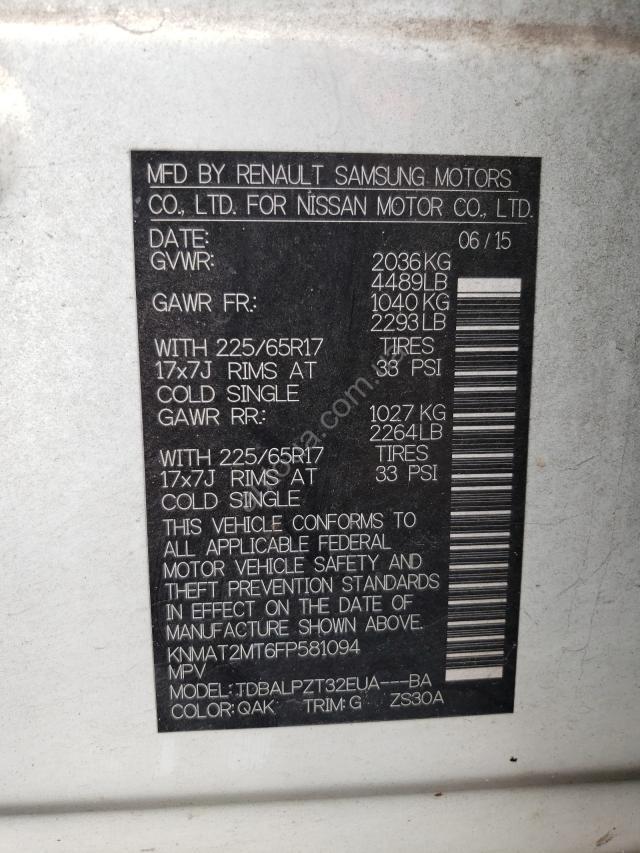 MFD BY RENAULT SAMSUNG MOTORS
CO., LTD. FOR NISSAN MOTOR CO., LTD.
DATE: 06/15
GVWR: 2036KG
4489LB
GAWR FR.: 1040 KG
2293LB
WITH 225/65R17 TIRES
17x7J RIMS AT 33 PSI
COLD SINGLE
GAWR RR.: 1027 KG
2264LB
WITH 225/65R17 TIRES
17x7J RIMS AT 33 PSI
COLD SINGLE
THIS VEHICLE CONFORMS TO
ALL APPLICABLE FEDERAL
MOTOR VEHICLE SAFETY AND
THEFT PREVENTION STANDARDS
IN EFFECT ON THE DATE OF
MANUFACTURE SHOWN ABOVE.
KNMAT2MT6FP581094
MPV
MODEL: TDBALPZT32EUA---BA
COLOR: QAK TRIM: G ZS30A